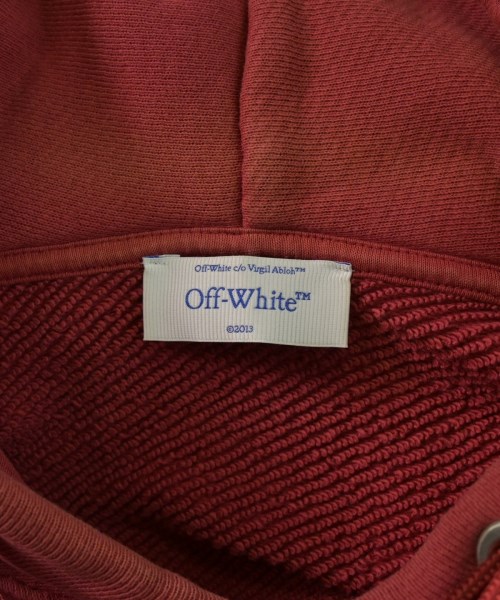 Off-White c/o Virgil Abloh™
Off-White™
©2013